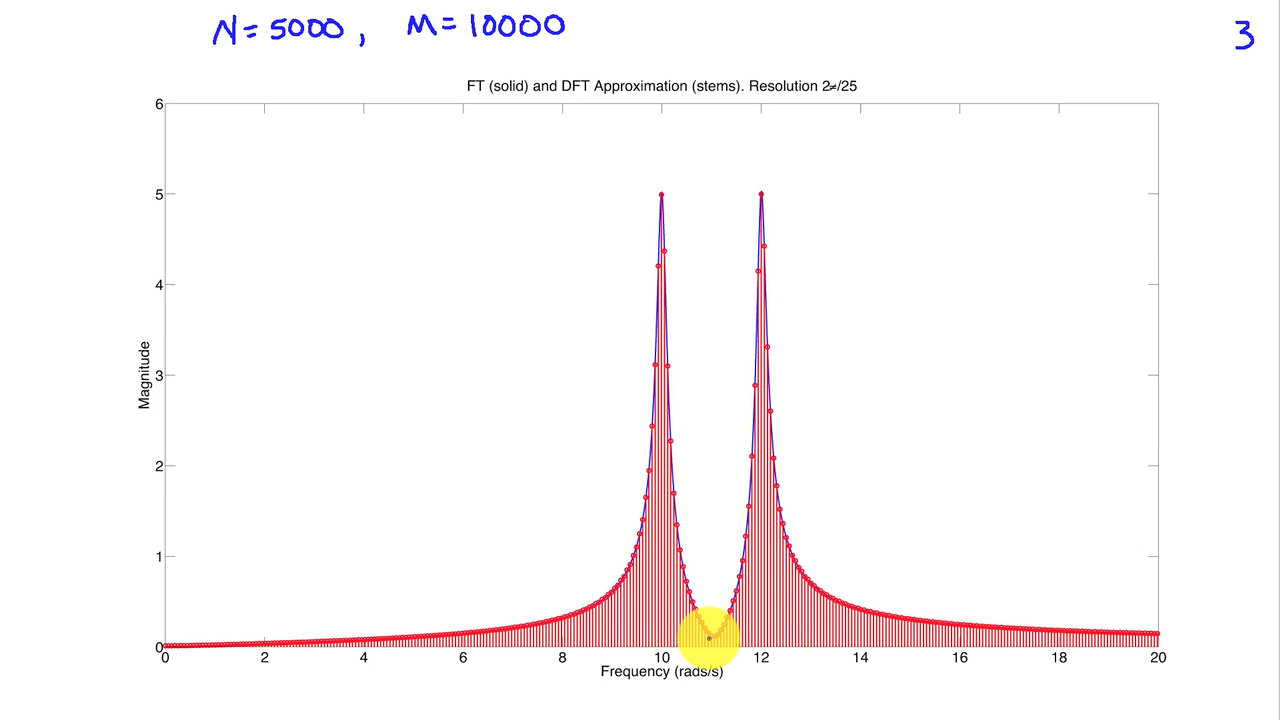 N = 5000, M = 10000
3
FT (solid) and DFT Approximation (stems). Resolution 2≠/25
6
5
4
3
2
1
0
Magnitude
0 2 4 6 8 10 12 14 16 18 20
Frequency (rads/s)